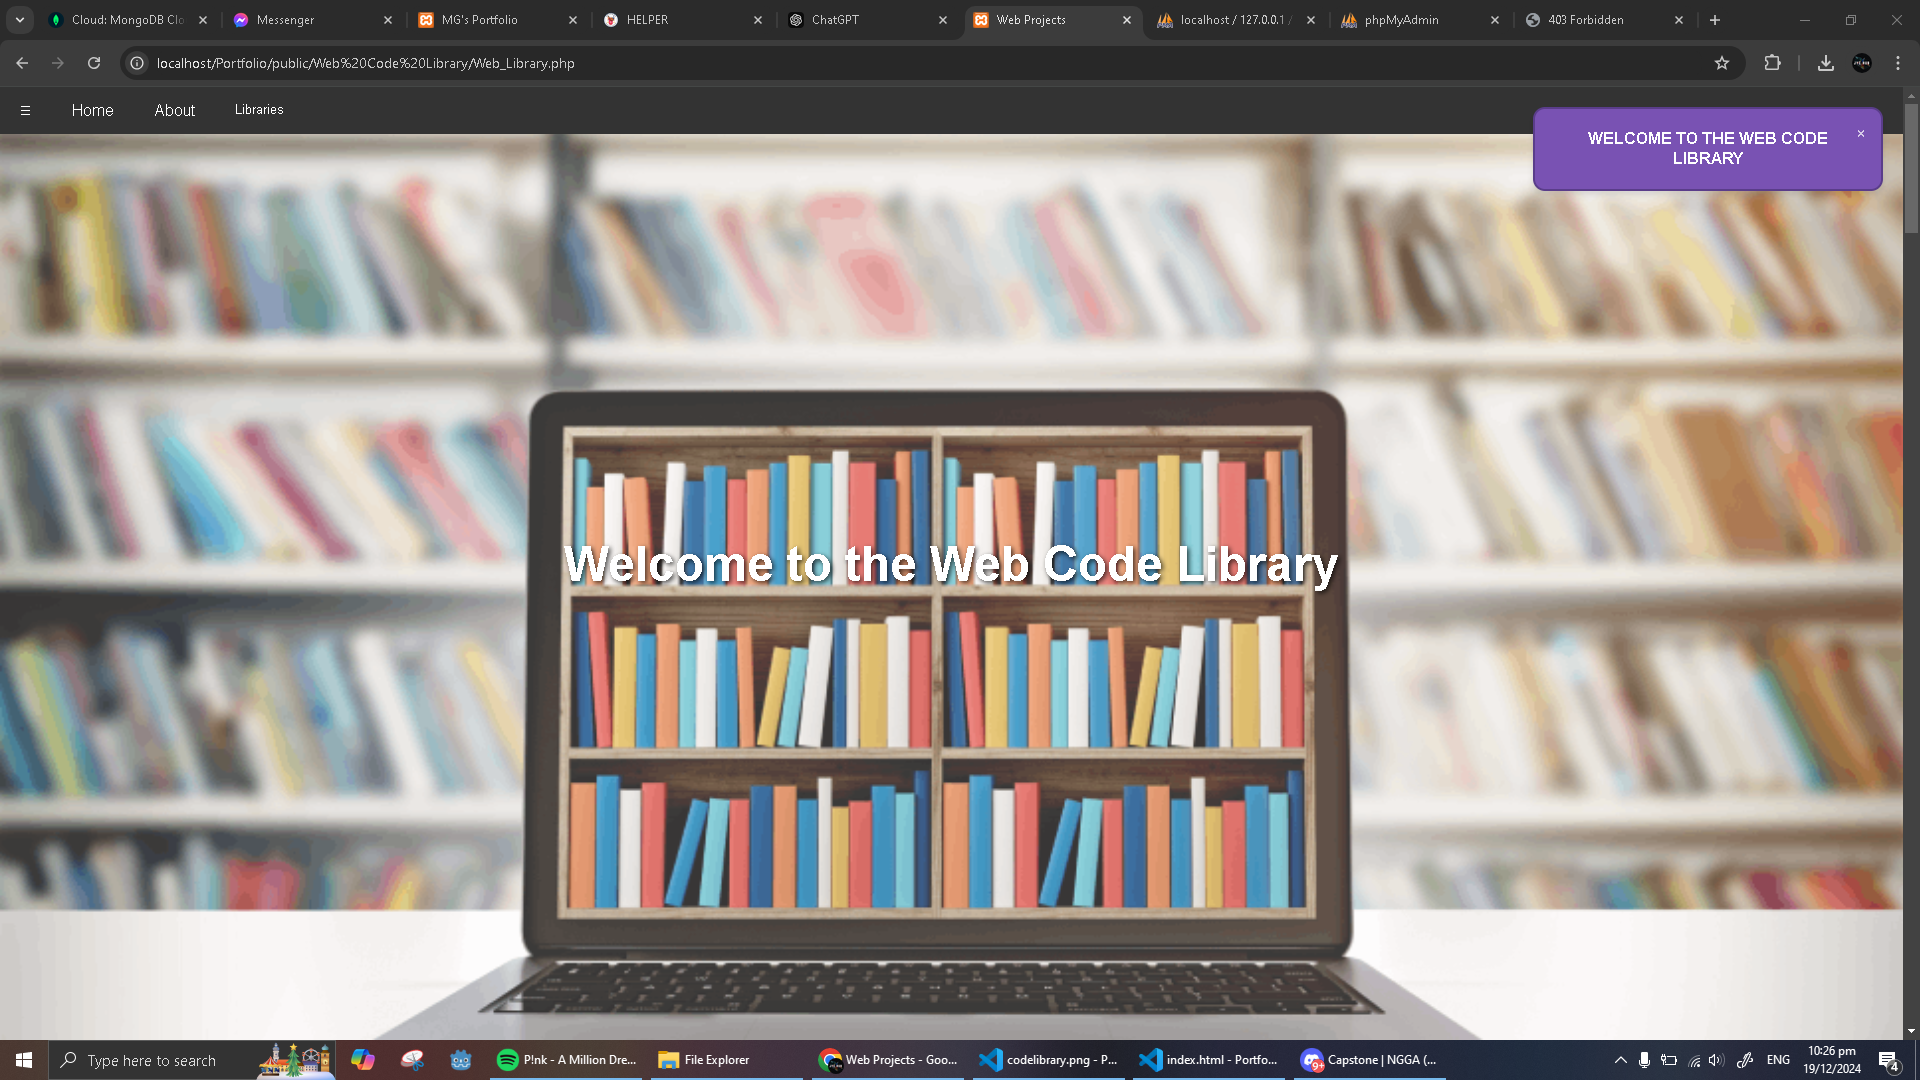 Cloud: MongoDB Clo
Messenger
MG's Portfolio
HELPER
ChatGPT
Web Projects
localhost / 127.0.0.1 /
phpMyAdmin
403 Forbidden
localhost/Portfolio/public/Web%20Code%20Library/Web_Library.php
☰ Home About Libraries
WELCOME TO THE WEB CODE
LIBRARY
×
Welcome to the Web Code Library
Type here to search
P!nk - A Million Dre...
File Explorer
Web Projects - Goo...
codelibrary.png - P...
index.html - Portfo...
9+
Capstone | NGGA (...
ENG
10:26 pm
19/12/2024
4